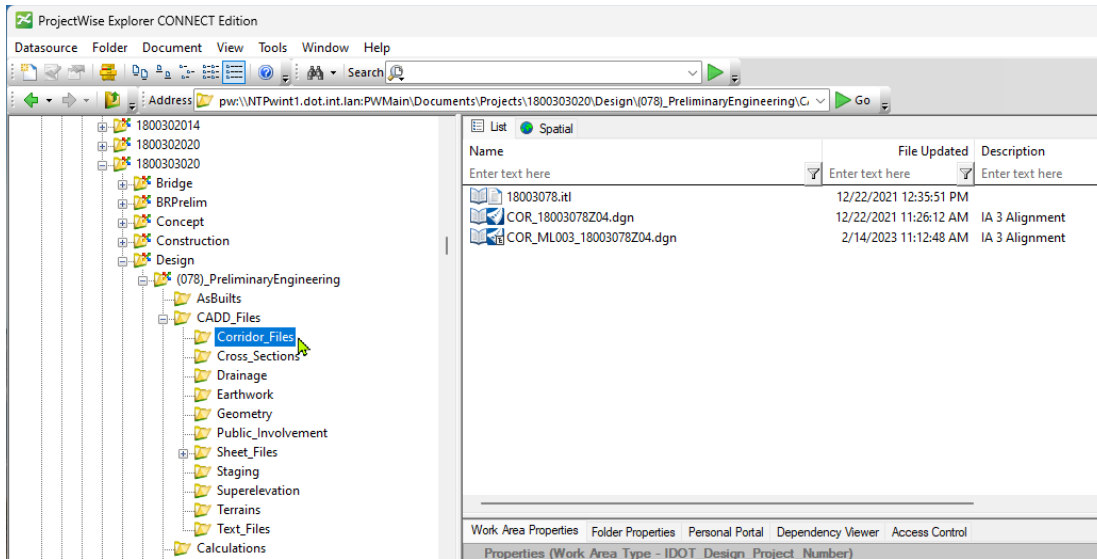 ProjectWise Explorer CONNECT Edition
Datasource Folder Document View Tools Window Help
Search
Address pw:\\NTPwint1.dot.int.lan:PWMain\Documents\Projects\1800303020\Design\(078)_PreliminaryEngineering\C Go
1800302014
1800302020
1800303020
Bridge
BRPrelim
Concept
Construction
Design
(078)_PreliminaryEngineering
AsBuilts
CADD_Files
Corridor_Files
Cross_Sections
Drainage
Earthwork
Geometry
Public_Involvement
Sheet_Files
Staging
Superelevation
Terrains
Text_Files
Calculations
List Spatial
Name File Updated Description
Enter text here Enter text here Enter text here
18003078.itl 12/22/2021 12:35:51 PM
COR_18003078Z04.dgn 12/22/2021 11:26:12 AM IA 3 Alignment
COR_ML003_18003078Z04.dgn 2/14/2023 11:12:48 AM IA 3 Alignment
Work Area Properties Folder Properties Personal Portal Dependency Viewer Access Control
Properties (Work Area Type - IDOT_Design_Project_Number)